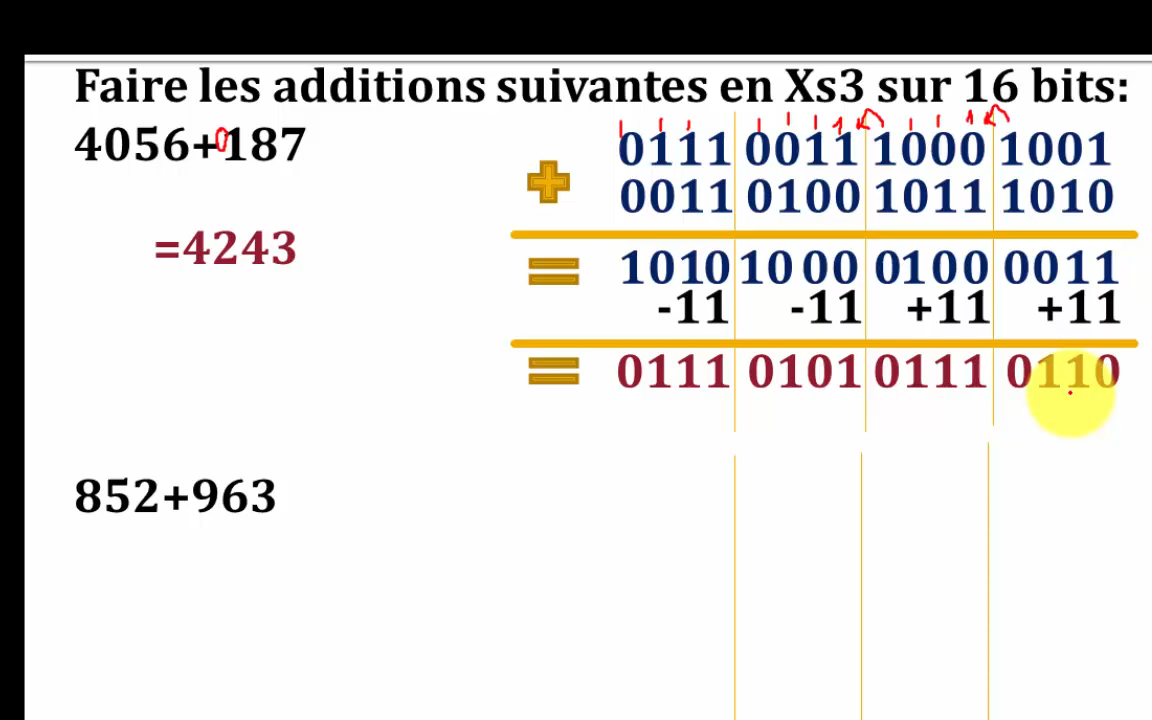 Faire les additions suivantes en Xs3 sur 16 bits:
4056+0187
0111 0011 1000 1001
0011 0100 1011 1010
=4243
1010 1000 0100 0011
-11 -11 +11 +11
0111 0101 0111 0110
852+963